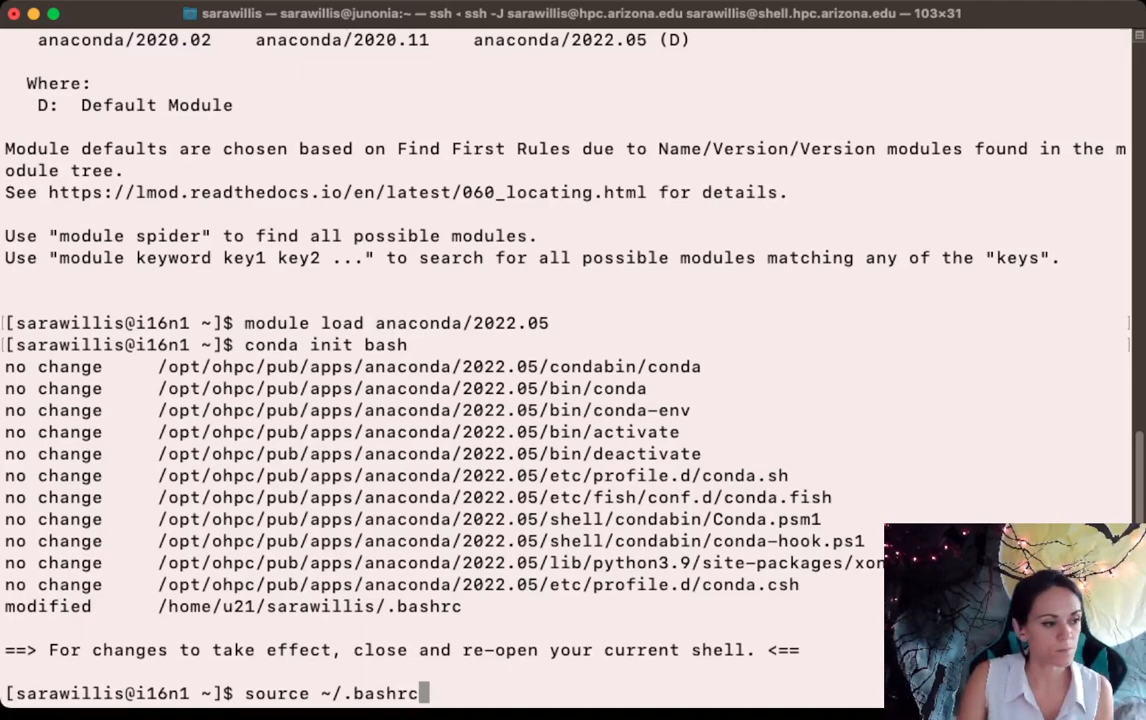 sarawillis — sarawillis@junonia:~ — ssh ◂ ssh -J sarawillis@hpc.arizona.edu sarawillis@shell.hpc.arizona.edu — 103×31
anaconda/2020.02    anaconda/2020.11    anaconda/2022.05 (D)
Where:
D:  Default Module
Module defaults are chosen based on Find First Rules due to Name/Version/Version modules found in the m
odule tree.
See https://lmod.readthedocs.io/en/latest/060_locating.html for details.
Use "module spider" to find all possible modules.
Use "module keyword key1 key2 ..." to search for all possible modules matching any of the "keys".
[[sarawillis@i16n1 ~]$ module load anaconda/2022.05 ]
[[sarawillis@i16n1 ~]$ conda init bash ]
no change     /opt/ohpc/pub/apps/anaconda/2022.05/condabin/conda
no change     /opt/ohpc/pub/apps/anaconda/2022.05/bin/conda
no change     /opt/ohpc/pub/apps/anaconda/2022.05/bin/conda-env
no change     /opt/ohpc/pub/apps/anaconda/2022.05/bin/activate
no change     /opt/ohpc/pub/apps/anaconda/2022.05/bin/deactivate
no change     /opt/ohpc/pub/apps/anaconda/2022.05/etc/profile.d/conda.sh
no change     /opt/ohpc/pub/apps/anaconda/2022.05/etc/fish/conf.d/conda.fish
no change     /opt/ohpc/pub/apps/anaconda/2022.05/shell/condabin/Conda.psm1
no change     /opt/ohpc/pub/apps/anaconda/2022.05/shell/condabin/conda-hook.ps1
no change     /opt/ohpc/pub/apps/anaconda/2022.05/lib/python3.9/site-packages/xon
no change     /opt/ohpc/pub/apps/anaconda/2022.05/etc/profile.d/conda.csh
modified      /home/u21/sarawillis/.bashrc
==> For changes to take effect, close and re-open your current shell. <==
[sarawillis@i16n1 ~]$ source ~/.bashrc